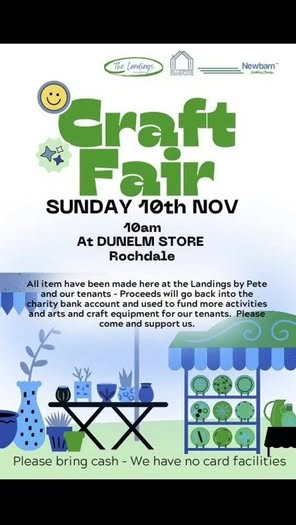 The Landings
Newbarn
Craft
Fair
SUNDAY 10th NOV
10am
At DUNELM STORE
Rochdale
All item have been made here at the Landings by Pete
and our tenants - Proceeds will go back into the
charity bank account and used to fund more activities
and arts and craft equipment for our tenants. Please
come and support us.
Please bring cash - We have no card facilities